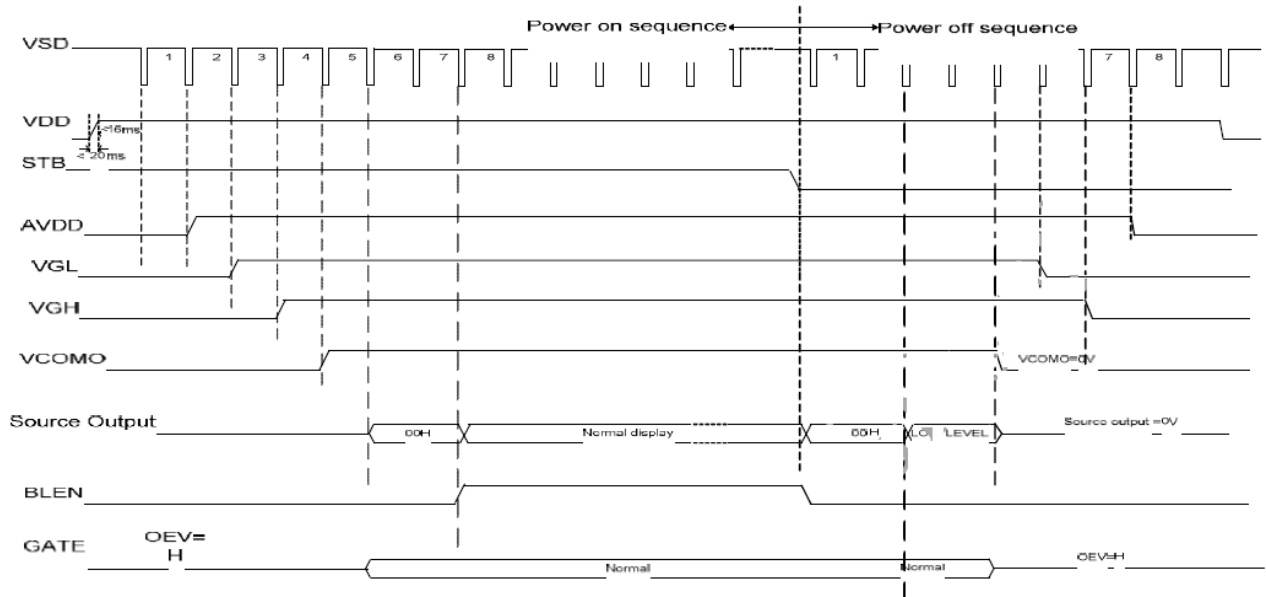 Power on sequence
Power off sequence
VSD
1 2 3 4 5 6 7 8 1 7 8
VDD
<16ms
< 20ms
STB
AVDD
VGL
VGH
VCOMO
VCOMO=0V
Source Output
00H
Normal display
00H
LEVEL
Source output =0V
BLEN
GATE
OEV=
H
Normal
Normal
OEV=H